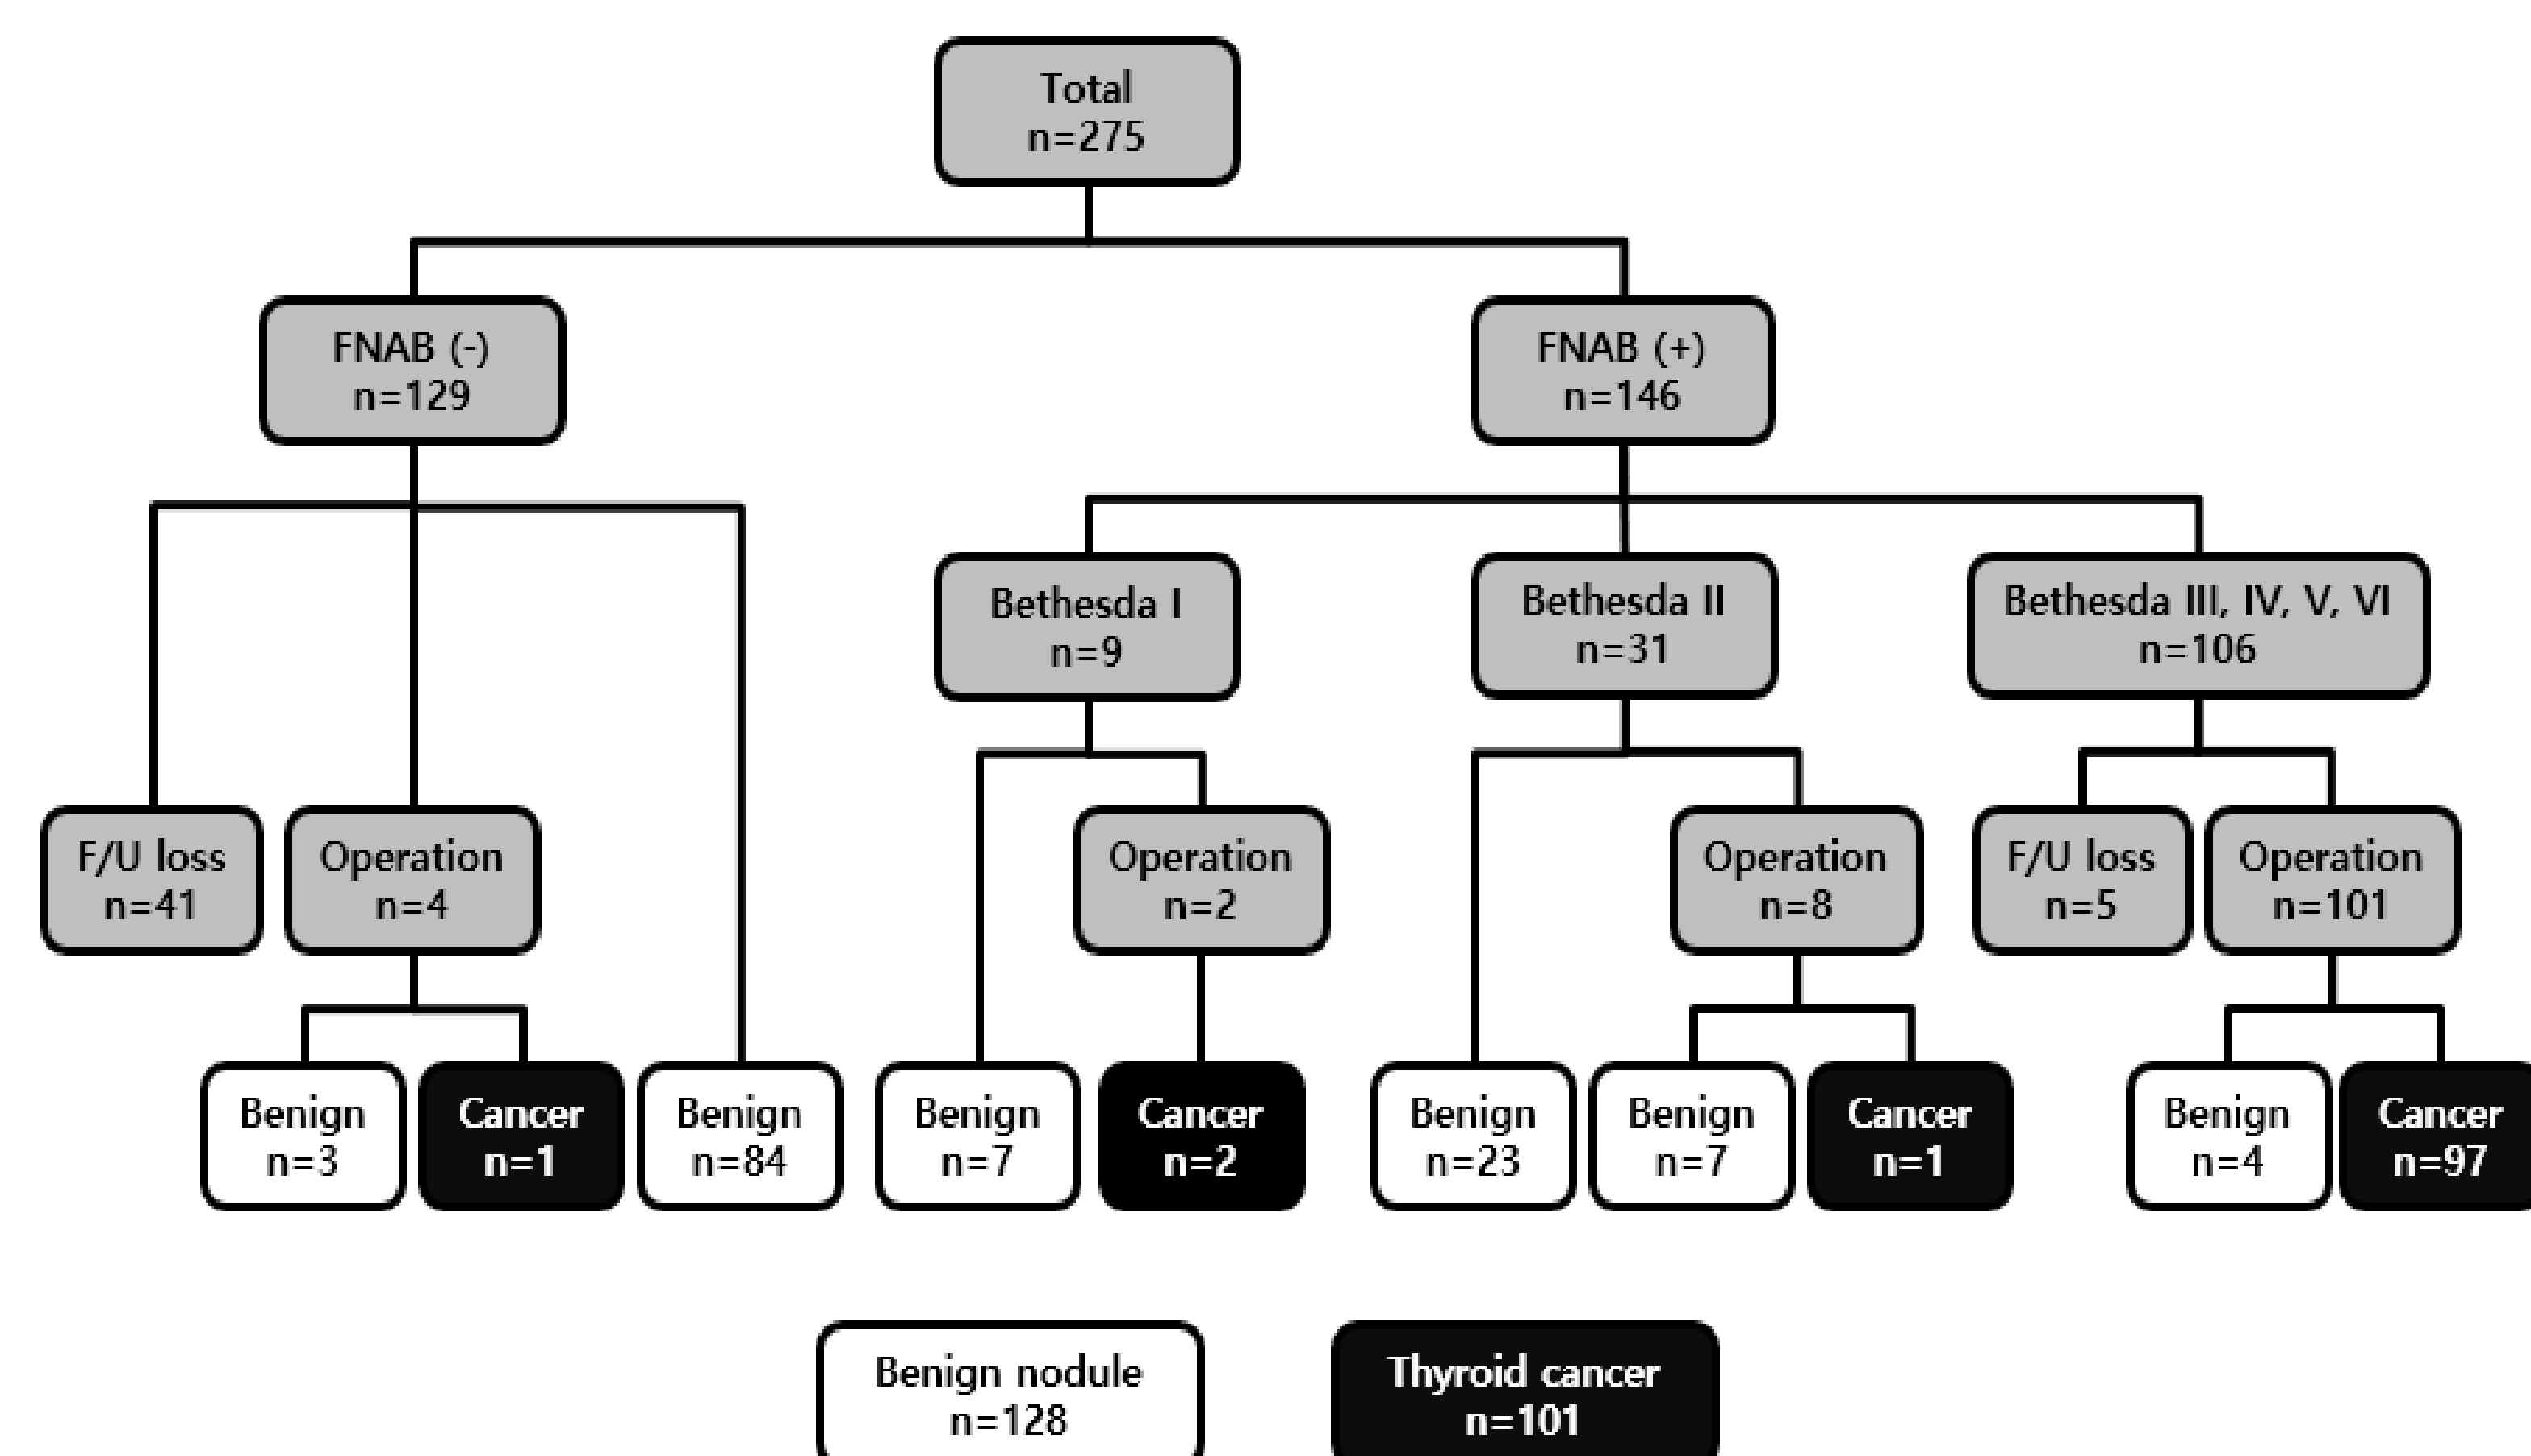 Total
n=275
FNAB (-)
n=129
FNAB (+)
n=146
Bethesda I
n=9
Bethesda II
n=31
Bethesda III, IV, V, VI
n=106
F/U loss
n=41
Operation
n=4
Operation
n=2
Operation
n=8
F/U loss
n=5
Operation
n=101
Benign
n=3
Cancer
n=1
Benign
n=84
Benign
n=7
Cancer
n=2
Benign
n=23
Benign
n=7
Cancer
n=1
Benign
n=4
Cancer
n=97
Benign nodule
n=128
Thyroid cancer
n=101